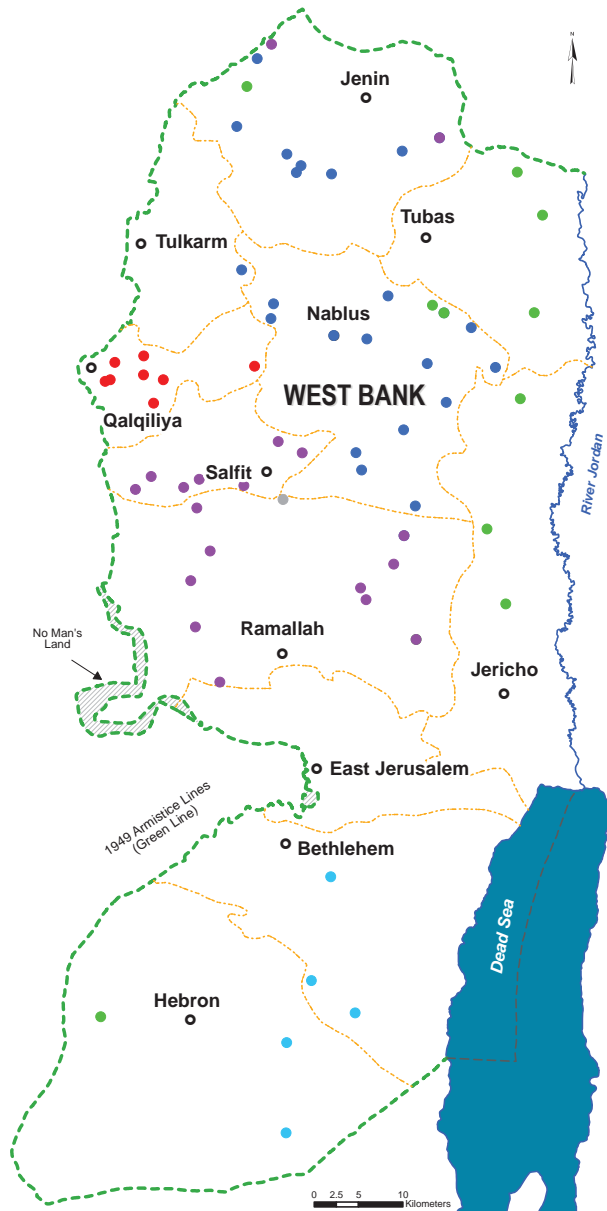 N
Jenin
Tubas
Tulkarm
Nablus
WEST BANK
Qalqiliya
Salfit
River Jordan
No Man's
Land
Ramallah
Jericho
East Jerusalem
1949 Armistice Lines
(Green Line)
Bethlehem
Dead Sea
Hebron
0 2.5 5 10
Kilometers